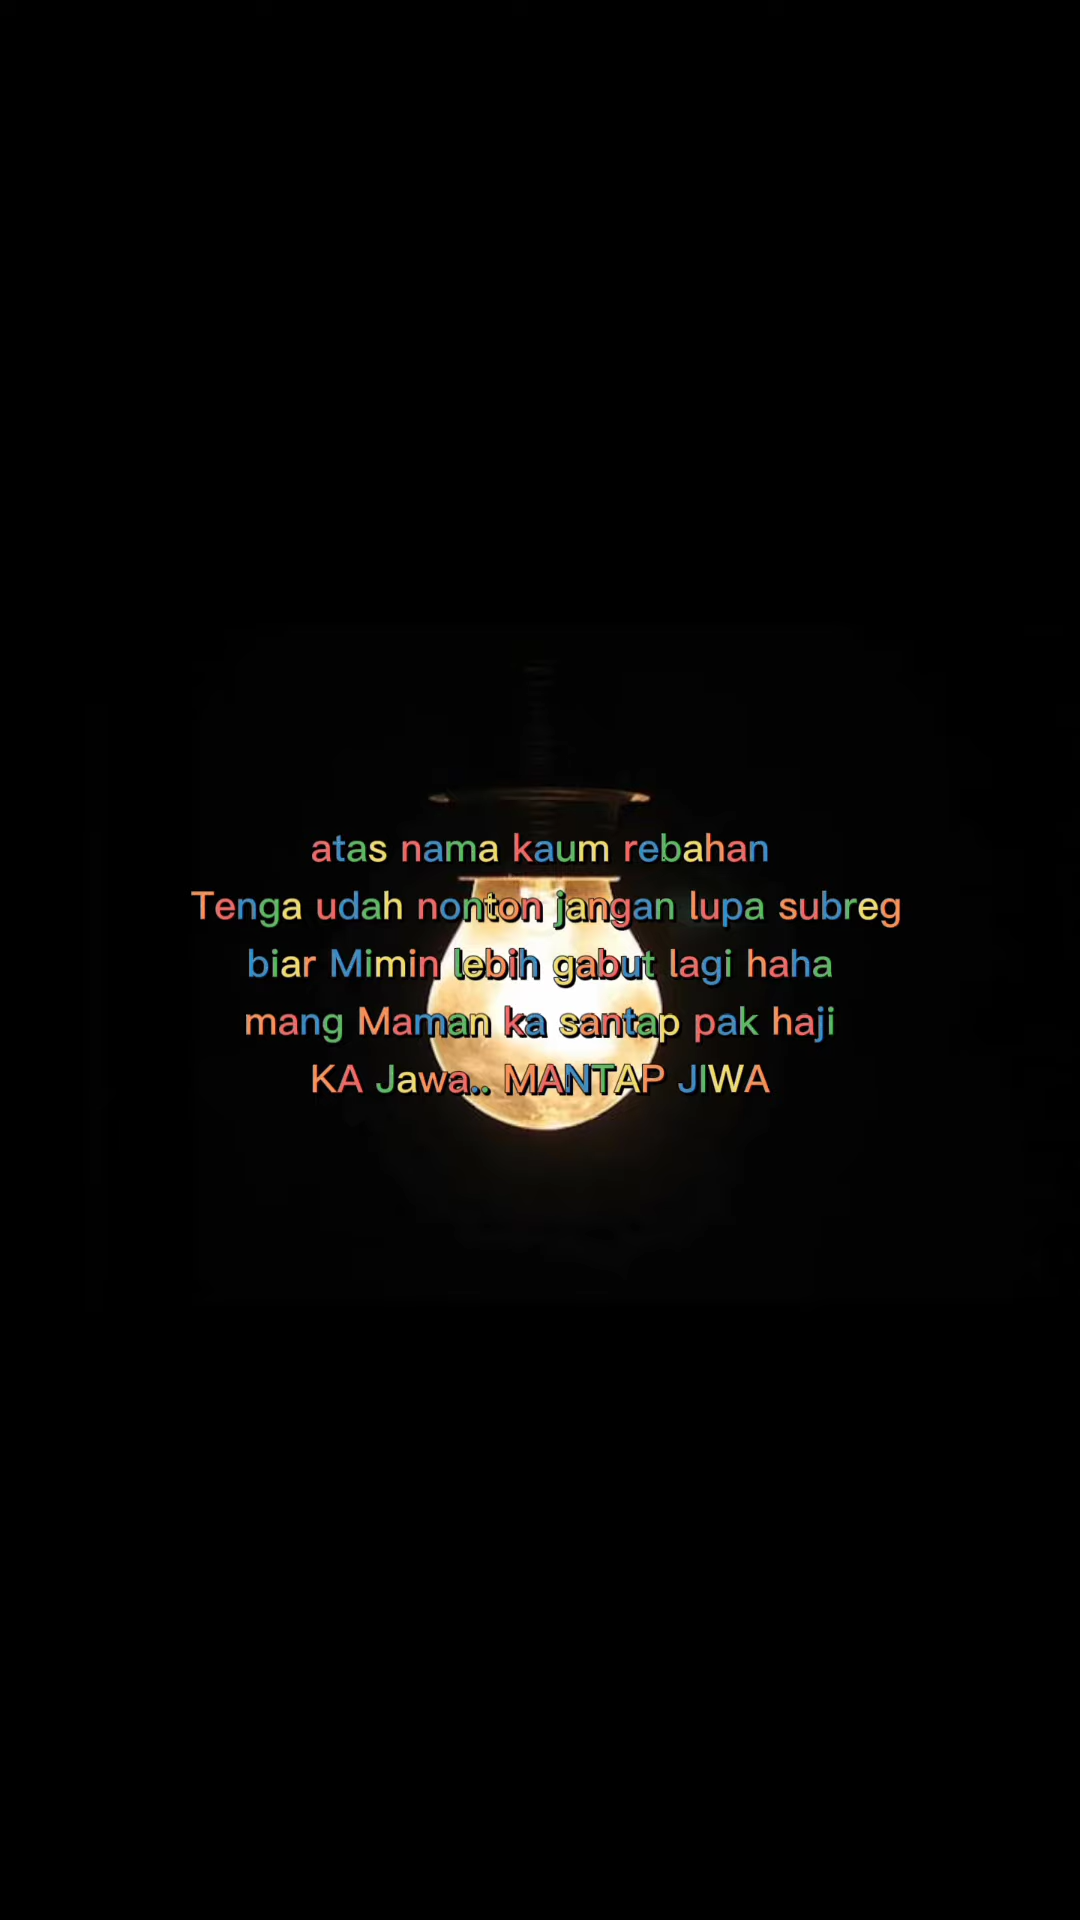 atas nama kaum rebahan
Tenga udah nonton jangan lupa subreg
biar Mimin lebih gabut lagi haha
mang Maman ka santap pak haji
KA Jawa.. MANTAP JIWA